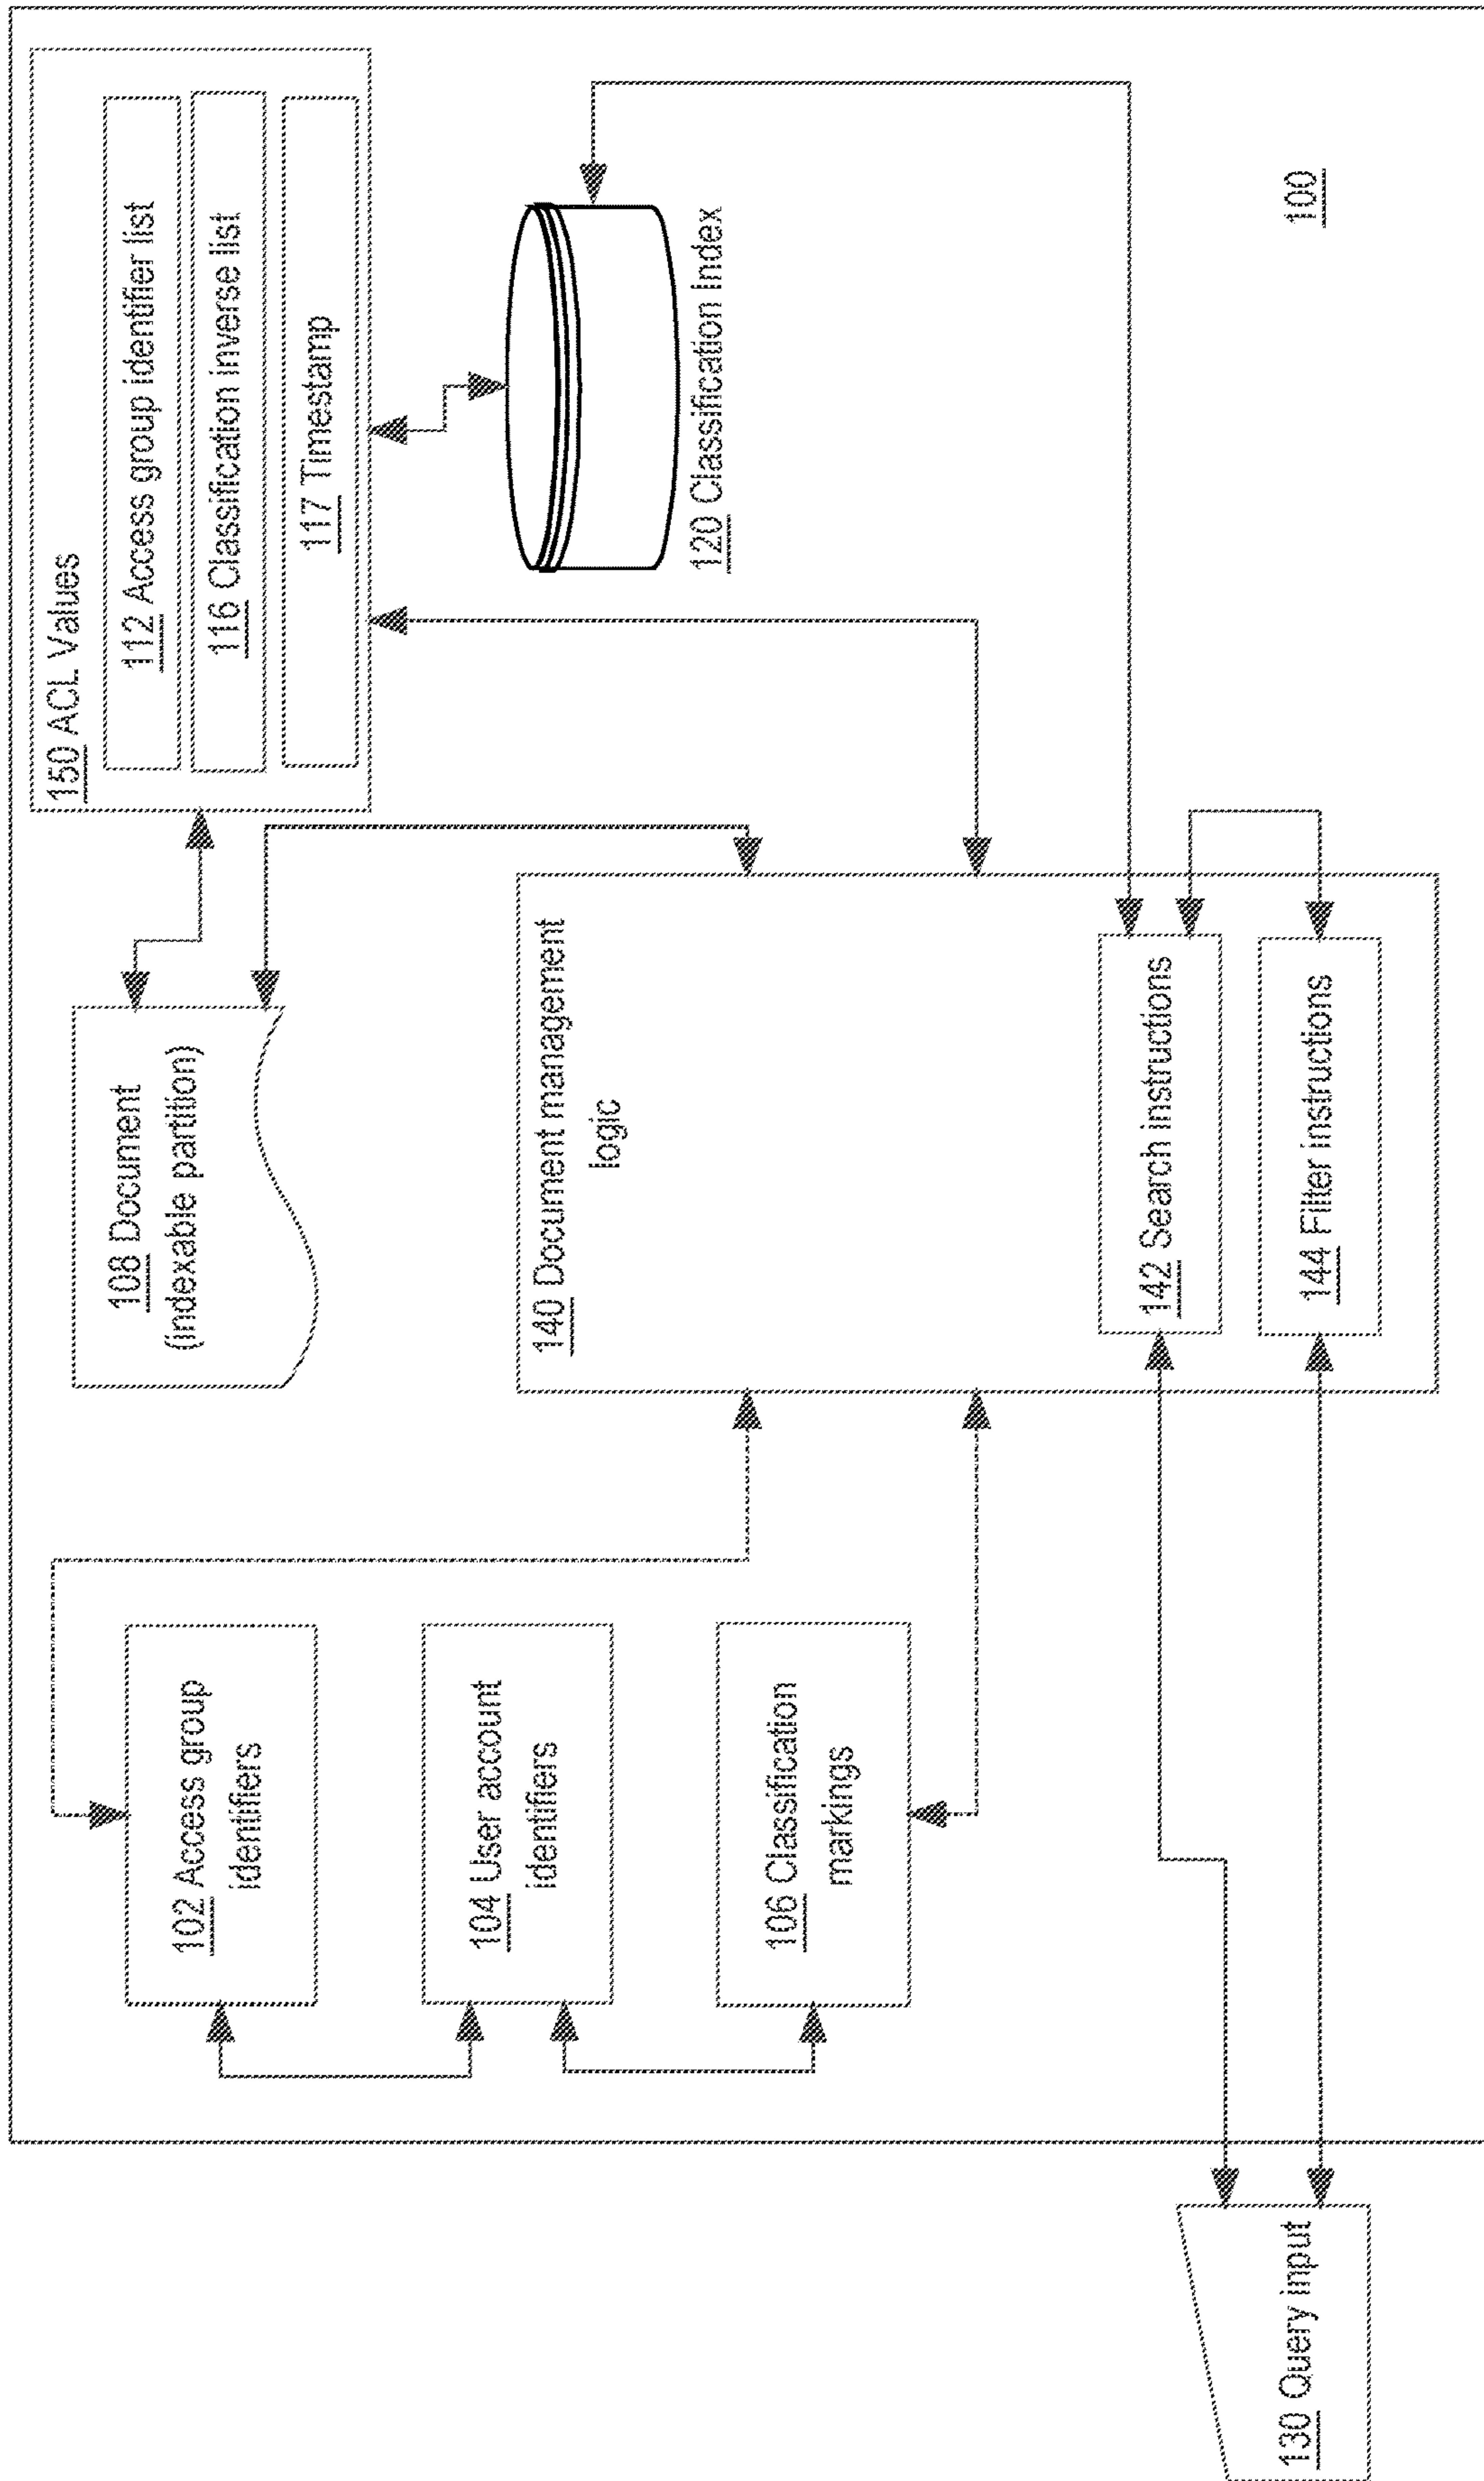 102 Access group
identifiers
104 User account
identifiers
106 Classification
markings
130 Query input
108 Document
(indexable partition)
140 Document management
logic
142 Search instructions
144 Filter instructions
150 ACL Values
112 Access group identifier list
116 Classification inverse list
117 Timestamp
120 Classification Index
100